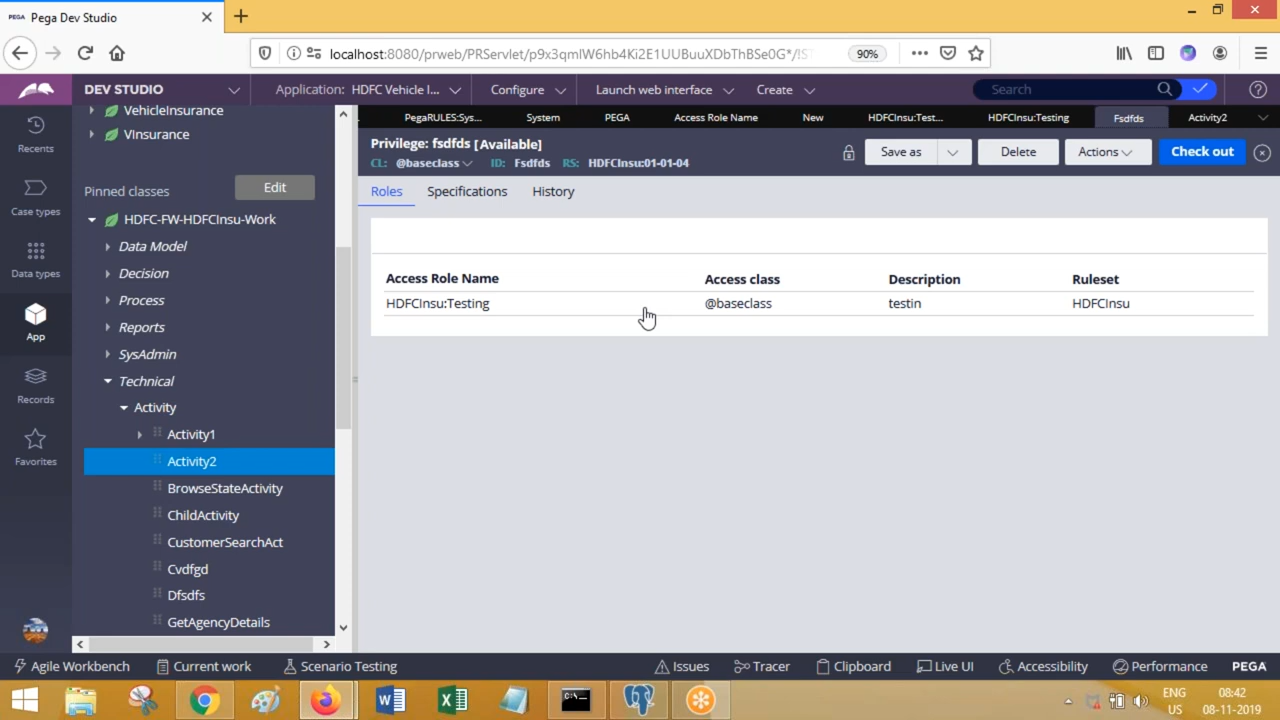 PEGA Pega Dev Studio
localhost:8080/prweb/PRServlet/p9x3qmlW6hb4Ki2E1UUBuuXDbThBSe0G*/!S
90%
DEV STUDIO
Application: HDFC Vehicle I...
Configure
Launch web interface
Create
Search
VehicleInsurance
VInsurance
Pinned classes
Edit
HDFC-FW-HDFCInsu-Work
Data Model
Decision
Process
Reports
SysAdmin
Technical
Activity
Activity1
Activity2
BrowseStateActivity
ChildActivity
CustomerSearchAct
Cvdfgd
Dfsdfs
GetAgencyDetails
Recents
Case types
Data types
App
Records
Favorites
PegaRULES:Sys... System PEGA Access Role Name New HDFCInsu:Test... HDFCInsu:Testing Fsdfds Activity2
Privilege: fsdfds [Available]
CL: @baseclass ID: Fsdfds RS: HDFCInsu:01-01-04
Save as
Delete
Actions
Check out
Roles Specifications History
Access Role Name Access class Description Ruleset
HDFCInsu:Testing @baseclass testin HDFCInsu
Agile Workbench Current work Scenario Testing Issues Tracer Clipboard Live UI Accessibility Performance PEGA
ENG 08:42
US 08-11-2019